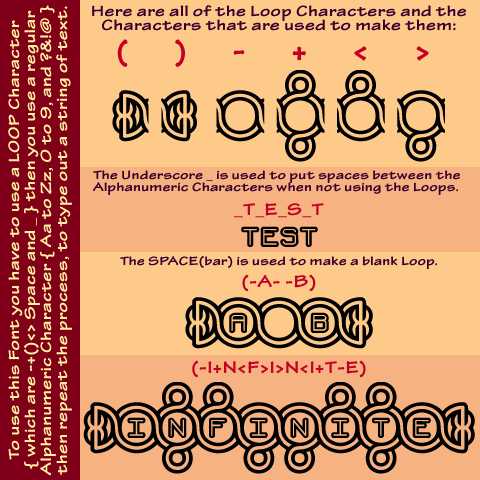 To use this Font you have to use a LOOP Character
{ which are -+()<> Space and _ } then you use a regular
Alphanumeric Character { Aa to Zz, 0 to 9, and ?&!@ }
then repeat the process, to type out a string of text.
Here are all of the Loop Characters and the
Characters that are used to make them:
( ) - + < >
The Underscore _ is used to put spaces between the
Alphanumeric Characters when not using the Loops.
_T_E_S_T
TEST
The SPACE(bar) is used to make a blank Loop.
(-A- -B)
A B
(-I+N<F>I>N<I+T-E)
INFINITE